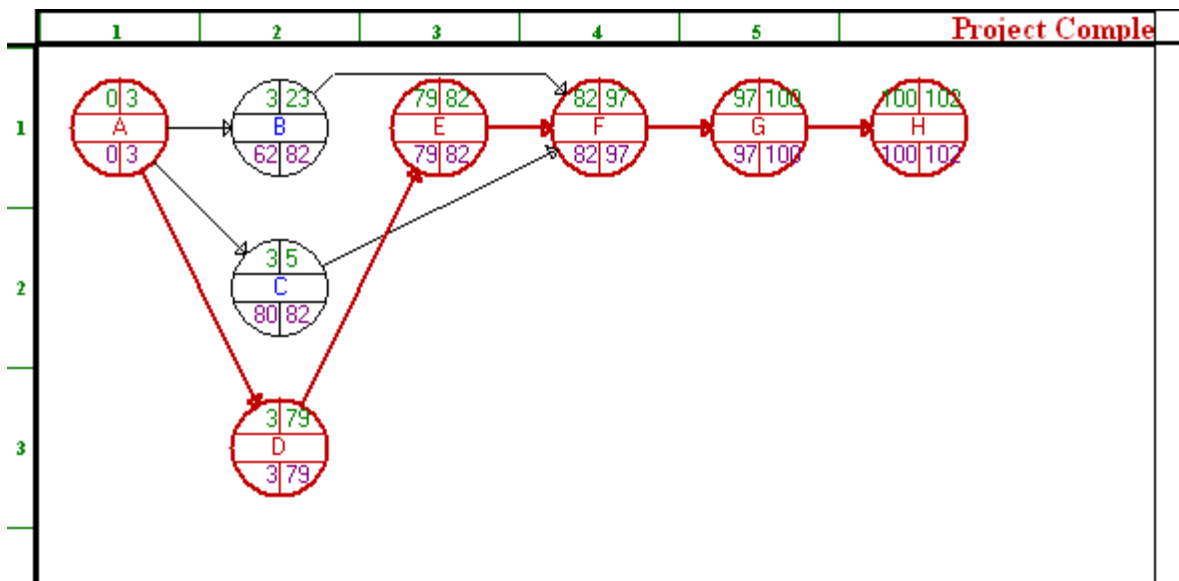 1 2 3 4 5 Project Comple
1
0 3 3 23 79 82 82 97 97 100 100 102
A B E F G H
0 3 62 82 79 82 82 97 97 100 100 102
3 5
2 C
80 82
3 79
3 D
3 79